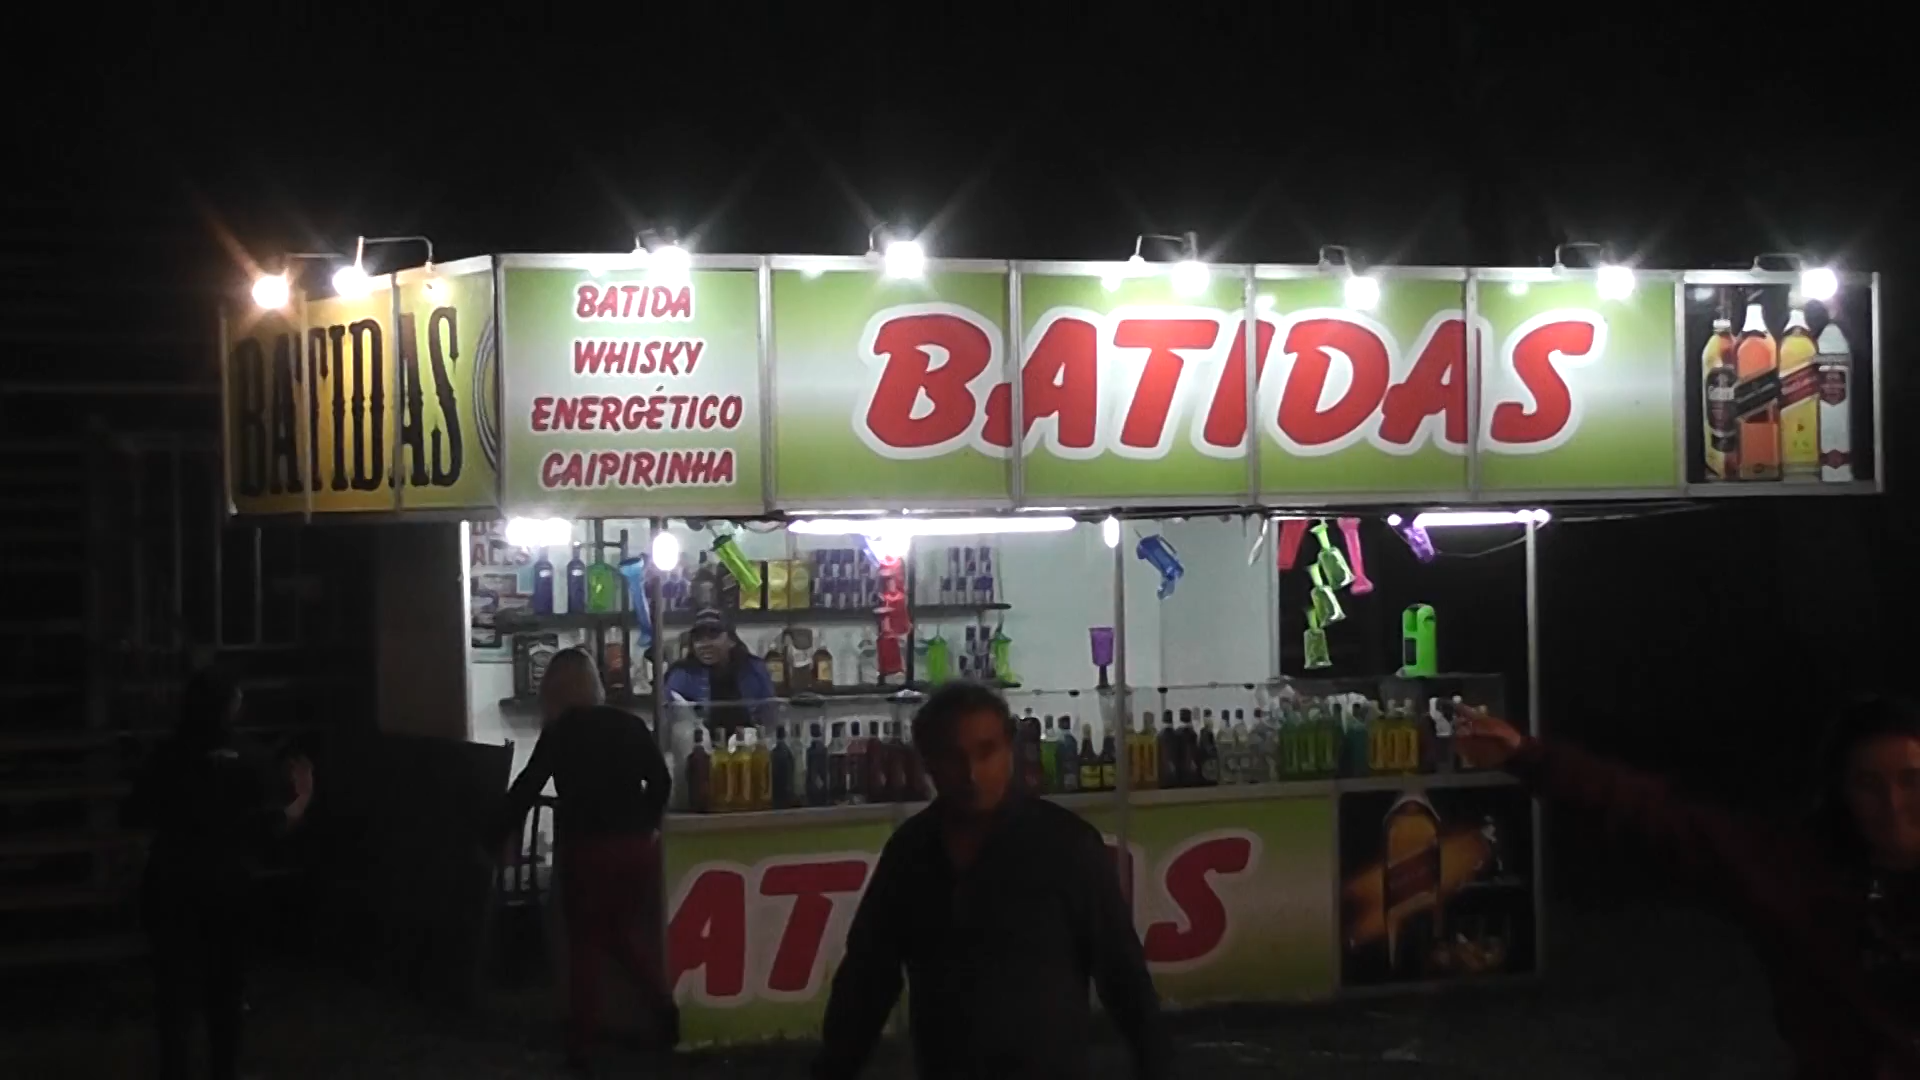 BATIDAS
BATIDA
WHISKY
ENERGÉTICO
CAIPIRINHA
BATIDAS
AT
S